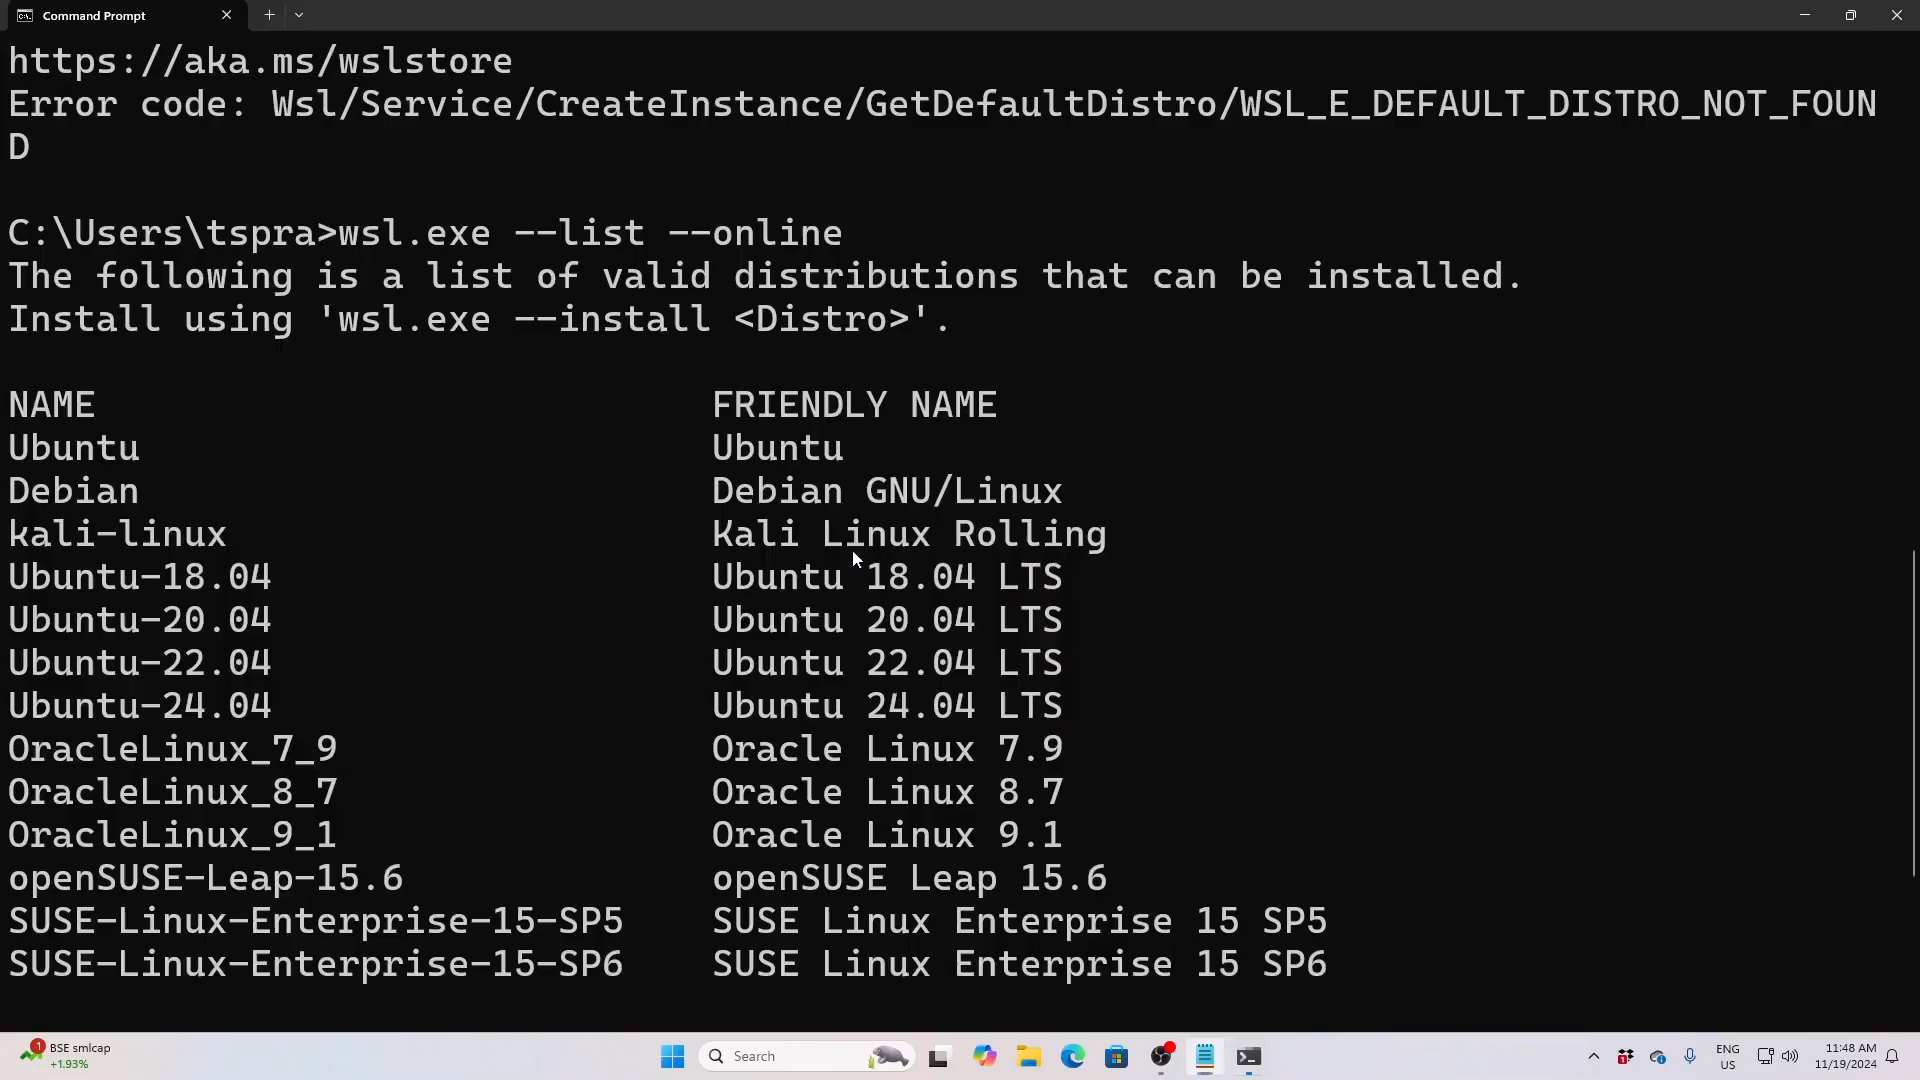 Command Prompt
https://aka.ms/wslstore
Error code: Wsl/Service/CreateInstance/GetDefaultDistro/WSL_E_DEFAULT_DISTRO_NOT_FOUN
D
C:\Users\tspra>wsl.exe --list --online
The following is a list of valid distributions that can be installed.
Install using 'wsl.exe --install <Distro>'.
NAME FRIENDLY NAME
Ubuntu Ubuntu
Debian Debian GNU/Linux
kali-linux Kali Linux Rolling
Ubuntu-18.04 Ubuntu 18.04 LTS
Ubuntu-20.04 Ubuntu 20.04 LTS
Ubuntu-22.04 Ubuntu 22.04 LTS
Ubuntu-24.04 Ubuntu 24.04 LTS
OracleLinux_7_9 Oracle Linux 7.9
OracleLinux_8_7 Oracle Linux 8.7
OracleLinux_9_1 Oracle Linux 9.1
openSUSE-Leap-15.6 openSUSE Leap 15.6
SUSE-Linux-Enterprise-15-SP5 SUSE Linux Enterprise 15 SP5
SUSE-Linux-Enterprise-15-SP6 SUSE Linux Enterprise 15 SP6
1 BSE smlcap
+1.93%
Search
1
ENG
US
11:48 AM
11/19/2024